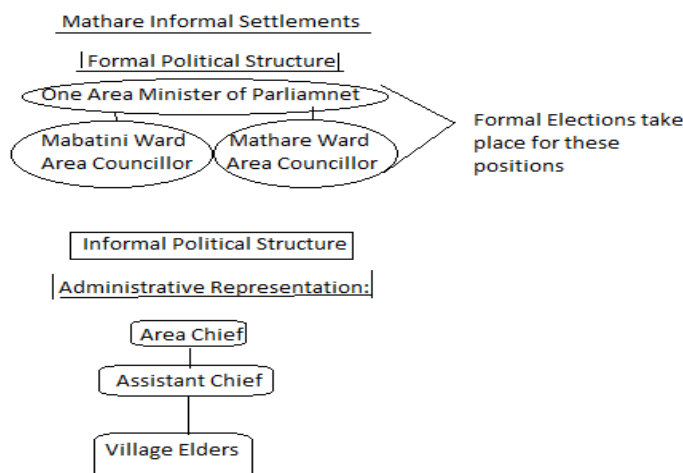 Mathare Informal Settlements
Formal Political Structure
One Area Minister of Parliamnet
Mabatini Ward
Area Councillor
Mathare Ward
Area Councillor
Formal Elections take
place for these
positions
Informal Political Structure
Administrative Representation:
Area Chief
Assistant Chief
Village Elders